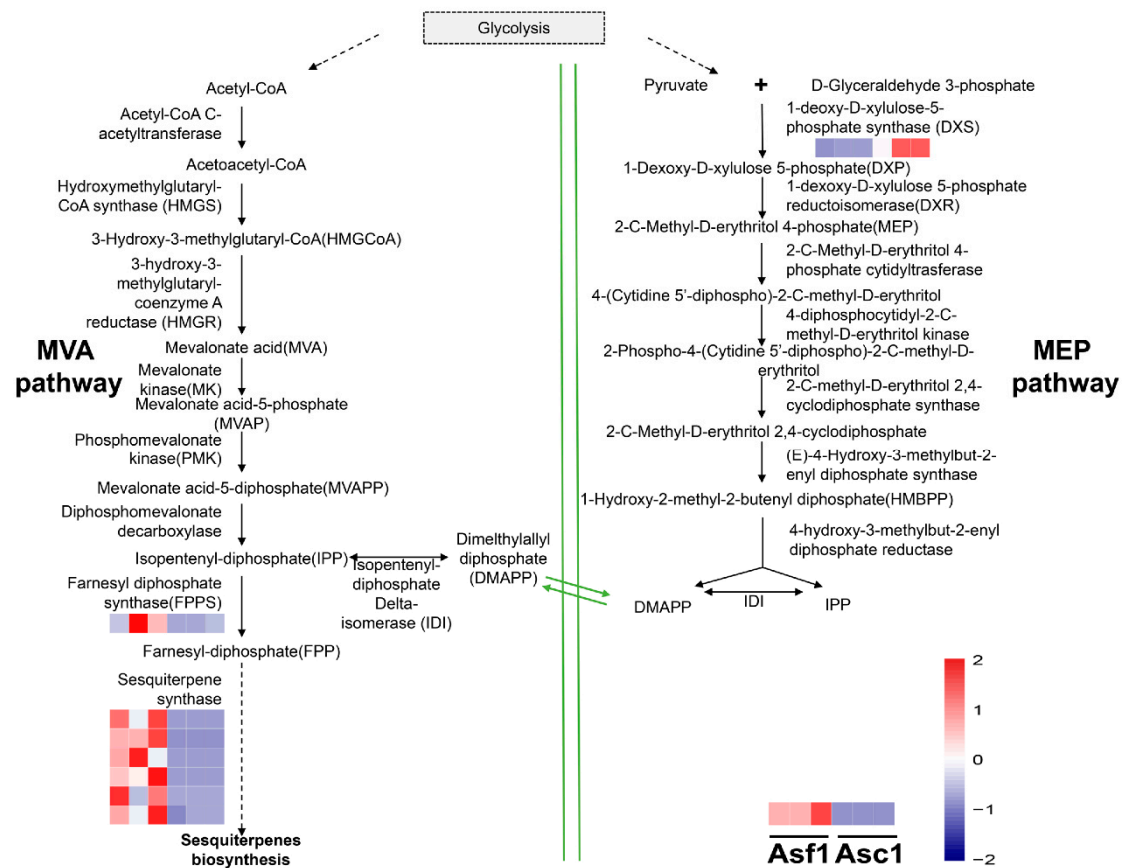 Glycolysis
Acetyl-CoA
Acetyl-CoA C-
acetyltransferase
Acetoacetyl-CoA
Hydroxymethylglutaryl-
CoA synthase (HMGS)
3-Hydroxy-3-methylglutaryl-CoA(HMGCoA)
3-hydroxy-3-
methylglutaryl-
coenzyme A
reductase (HMGR)
MVA
pathway
Mevalonate acid(MVA)
Mevalonate
kinase(MK)
Mevalonate acid-5-phosphate
(MVAP)
Phosphomevalonate
kinase(PMK)
Mevalonate acid-5-diphosphate(MVAPP)
Diphosphomevalonate
decarboxylase
Isopentenyl-diphosphate(IPP)
Isopentenyl-
diphosphate
Delta-
isomerase (IDI)
Dimethylallyl
diphosphate
(DMAPP)
Farnesyl diphosphate
synthase(FPPS)
Farnesyl-diphosphate(FPP)
Sesquiterpene
synthase
Sesquiterpenes
biosynthesis
Pyruvate + D-Glyceraldehyde 3-phosphate
1-deoxy-D-xylulose-5-
phosphate synthase (DXS)
1-Dexoxy-D-xylulose 5-phosphate(DXP)
1-dexoxy-D-xylulose 5-phosphate
reductoisomerase(DXR)
2-C-Methyl-D-erythritol 4-phosphate(MEP)
2-C-Methyl-D-erythritol 4-
phosphate cytidyltrasferase
4-(Cytidine 5'-diphospho)-2-C-methyl-D-erythritol
4-diphosphocytidyl-2-C-
methyl-D-erythritol kinase
2-Phospho-4-(Cytidine 5'-diphospho)-2-C-methyl-D-
erythritol
MEP
pathway
2-C-methyl-D-erythritol 2,4-
cyclodiphosphate synthase
2-C-Methyl-D-erythritol 2,4-cyclodiphosphate
(E)-4-Hydroxy-3-methylbut-2-
enyl diphosphate synthase
1-Hydroxy-2-methyl-2-butenyl diphosphate(HMBPP)
4-hydroxy-3-methylbut-2-enyl
diphosphate reductase
DMAPP IDI IPP
2
1
0
−1
−2
Asf1 Asc1